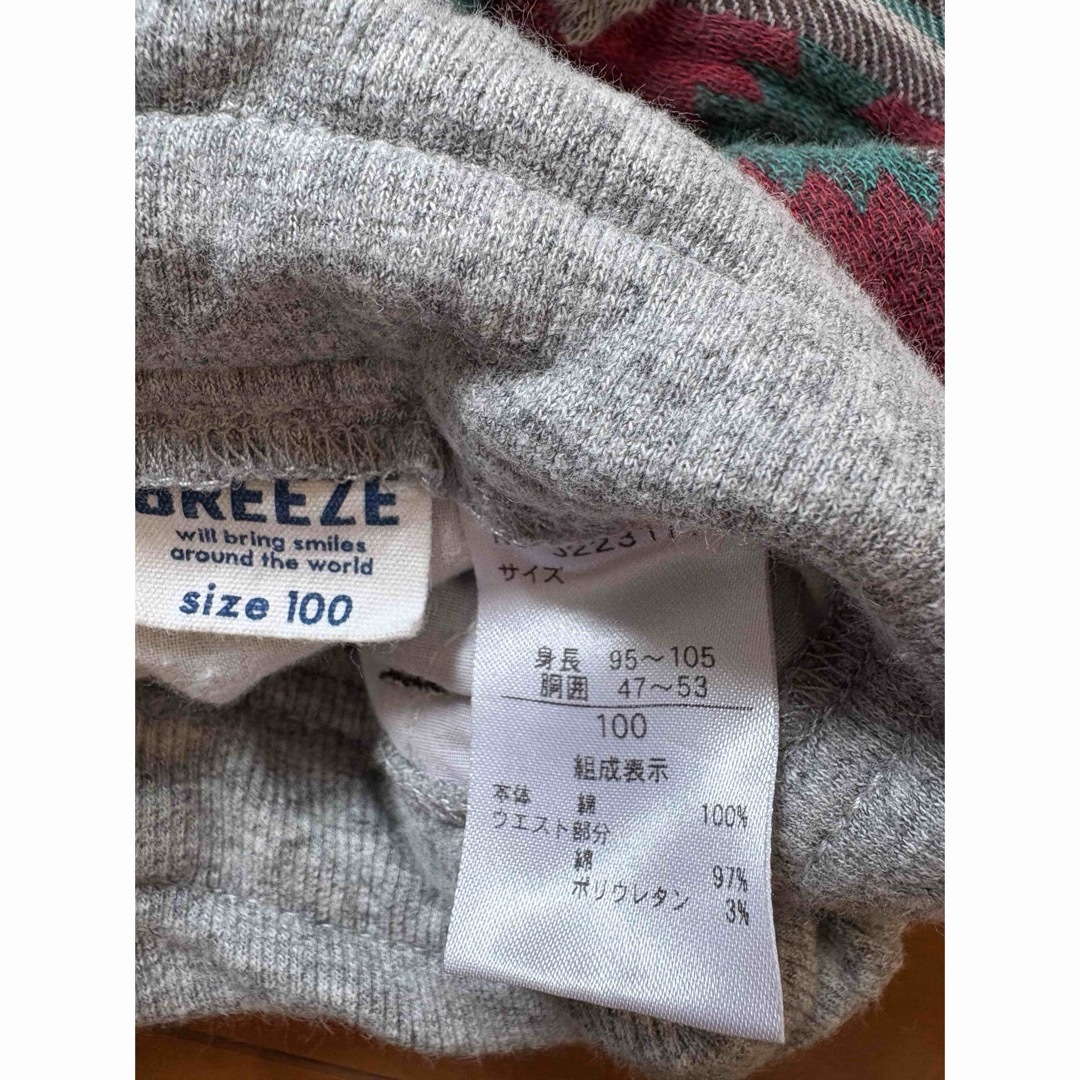 BREEZE
will bring smiles
around the world
size 100
サイズ
身長 95～105
胴囲 47～53
100
組成表示
本体 綿 100%
ウエスト部分
綿 97%
ポリウレタン 3%